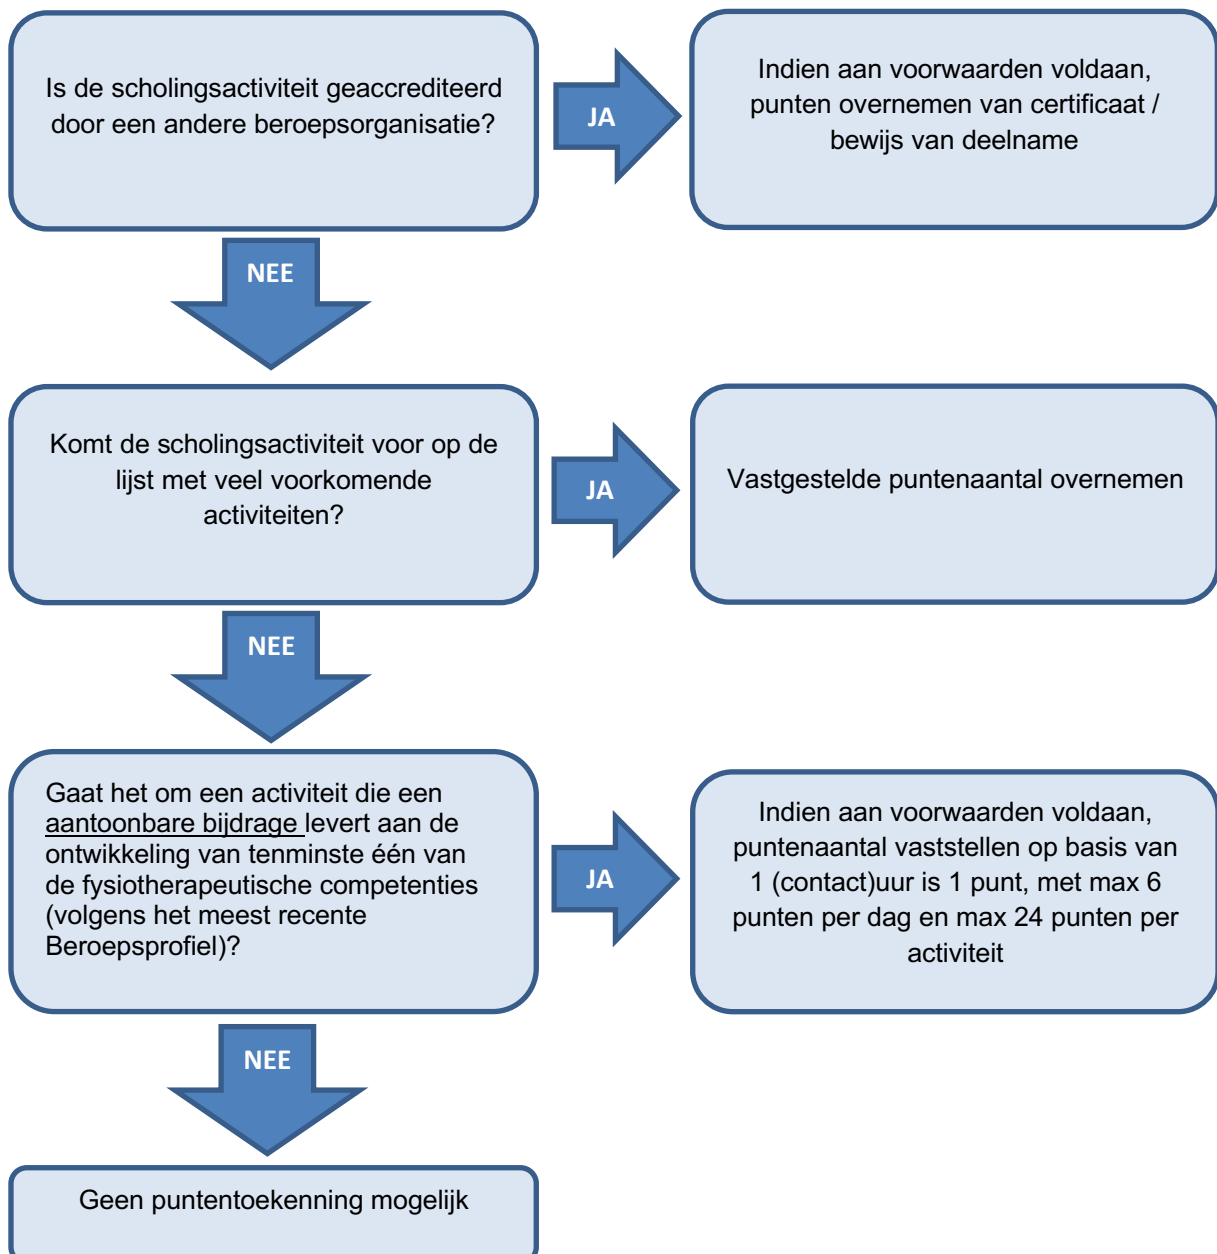 Is de scholingsactiviteit geaccrediteerd
door een andere beroepsorganisatie?
JA
Indien aan voorwaarden voldaan,
punten overnemen van certificaat /
bewijs van deelname
NEE
Komt de scholingsactiviteit voor op de
lijst met veel voorkomende
activiteiten?
JA
Vastgestelde puntenaantal overnemen
NEE
Gaat het om een activiteit die een
aantoonbare bijdrage levert aan de
ontwikkeling van tenminste één van
de fysiotherapeutische competenties
(volgens het meest recente
Beroepsprofiel)?
JA
Indien aan voorwaarden voldaan,
puntenaantal vaststellen op basis van
1 (contact)uur is 1 punt, met max 6
punten per dag en max 24 punten per
activiteit
NEE
Geen puntentoekenning mogelijk